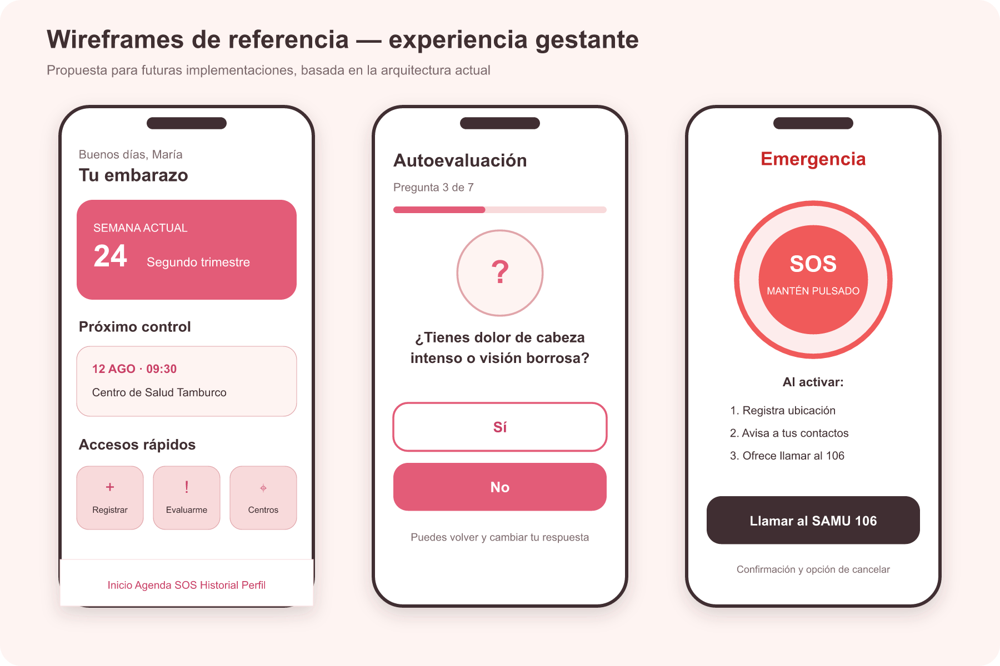 Wireframes de referencia — experiencia gestante
Propuesta para futuras implementaciones, basada en la arquitectura actual
Buenos días, María
Tu embarazo
SEMANA ACTUAL
24 Segundo trimestre
Próximo control
12 AGO · 09:30
Centro de Salud Tamburco
Accesos rápidos
+
Registrar
!
Evaluarme
Centros
Inicio Agenda SOS Historial Perfil
Autoevaluación
Pregunta 3 de 7
?
¿Tienes dolor de cabeza
intenso o visión borrosa?
Sí
No
Puedes volver y cambiar tu respuesta
Emergencia
SOS
MANTÉN PULSADO
Al activar:
1. Registra ubicación
2. Avisa a tus contactos
3. Ofrece llamar al 106
Llamar al SAMU 106
Confirmación y opción de cancelar